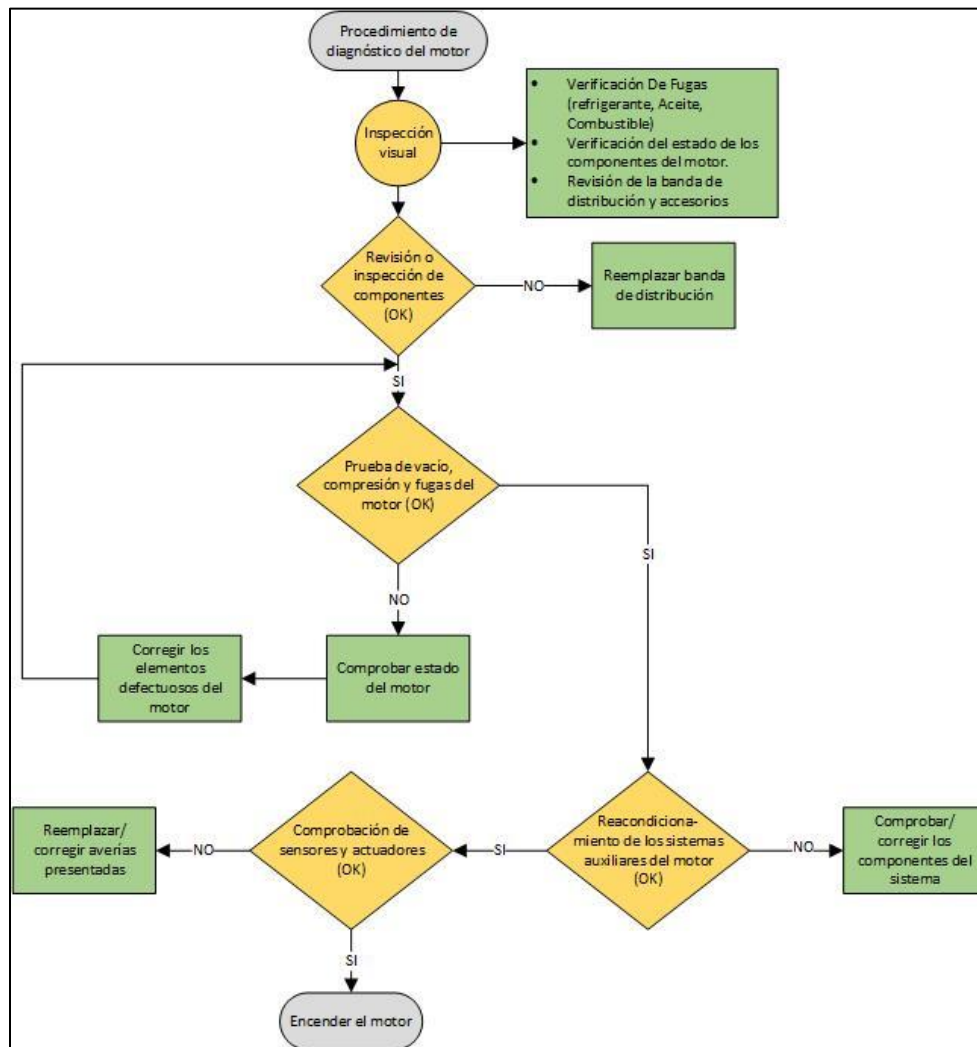 Procedimiento de
diagnóstico del motor
Inspección
visual
• Verificación De Fugas
(refrigerante, Aceite,
Combustible)
• Verificación del estado de los
componentes del motor.
• Revisión de la banda de
distribución y accesorios
Revisión o
inspección de
componentes
(OK)
NO
Reemplazar banda
de distribución
SI
Prueba de vacío,
compresión y fugas del
motor (OK)
SI
NO
Corregir los
elementos
defectuosos del
motor
Comprobar estado
del motor
Reemplazar/
corregir averías
presentadas
NO
Comprobación de
sensores y actuadores
(OK)
SI
Reacondiciona-
miento de los sistemas
auxiliares del motor
(OK)
NO
Comprobar/
corregir los
componentes del
sistema
SI
Encender el motor